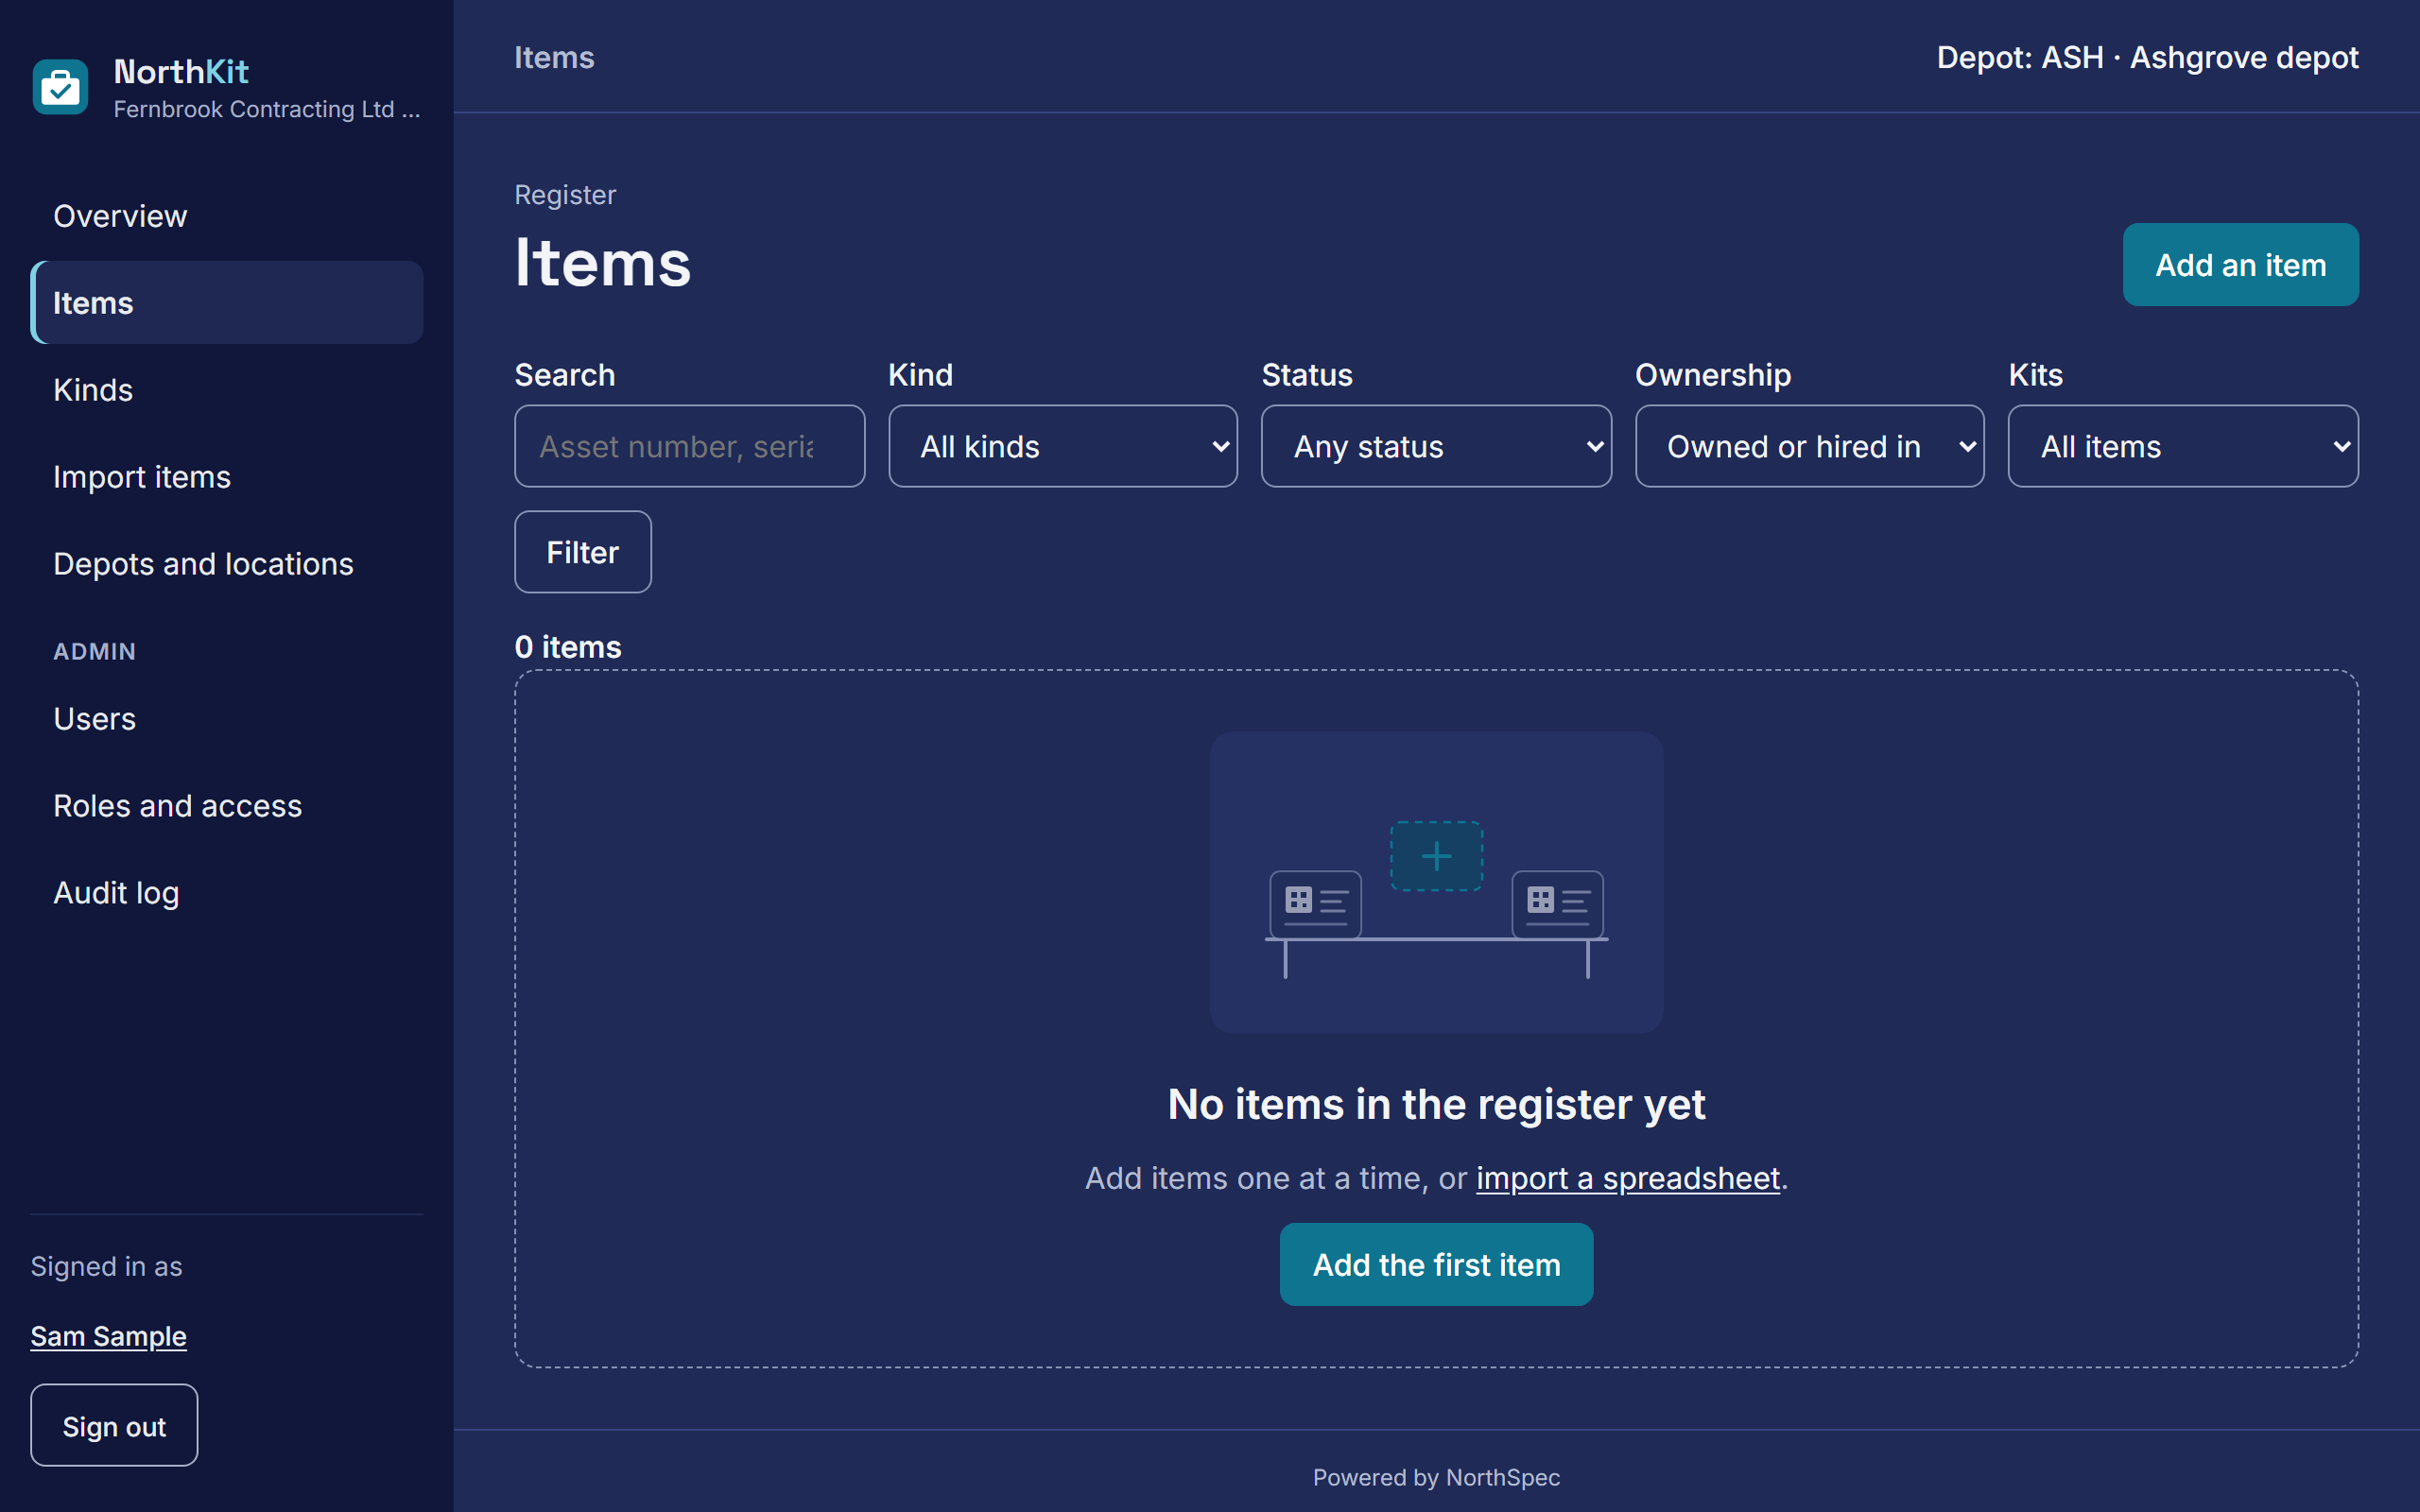 NorthKit
Fernbrook Contracting Ltd ...
Overview
Items
Kinds
Import items
Depots and locations
ADMIN
Users
Roles and access
Audit log
Signed in as
Sam Sample
Sign out
Items
Depot: ASH · Ashgrove depot
Register
Items
Add an item
Search
Kind
Status
Ownership
Kits
Asset number, seria
All kinds
Any status
Owned or hired in
All items
Filter
0 items
No items in the register yet
Add items one at a time, or import a spreadsheet.
Add the first item
Powered by NorthSpec